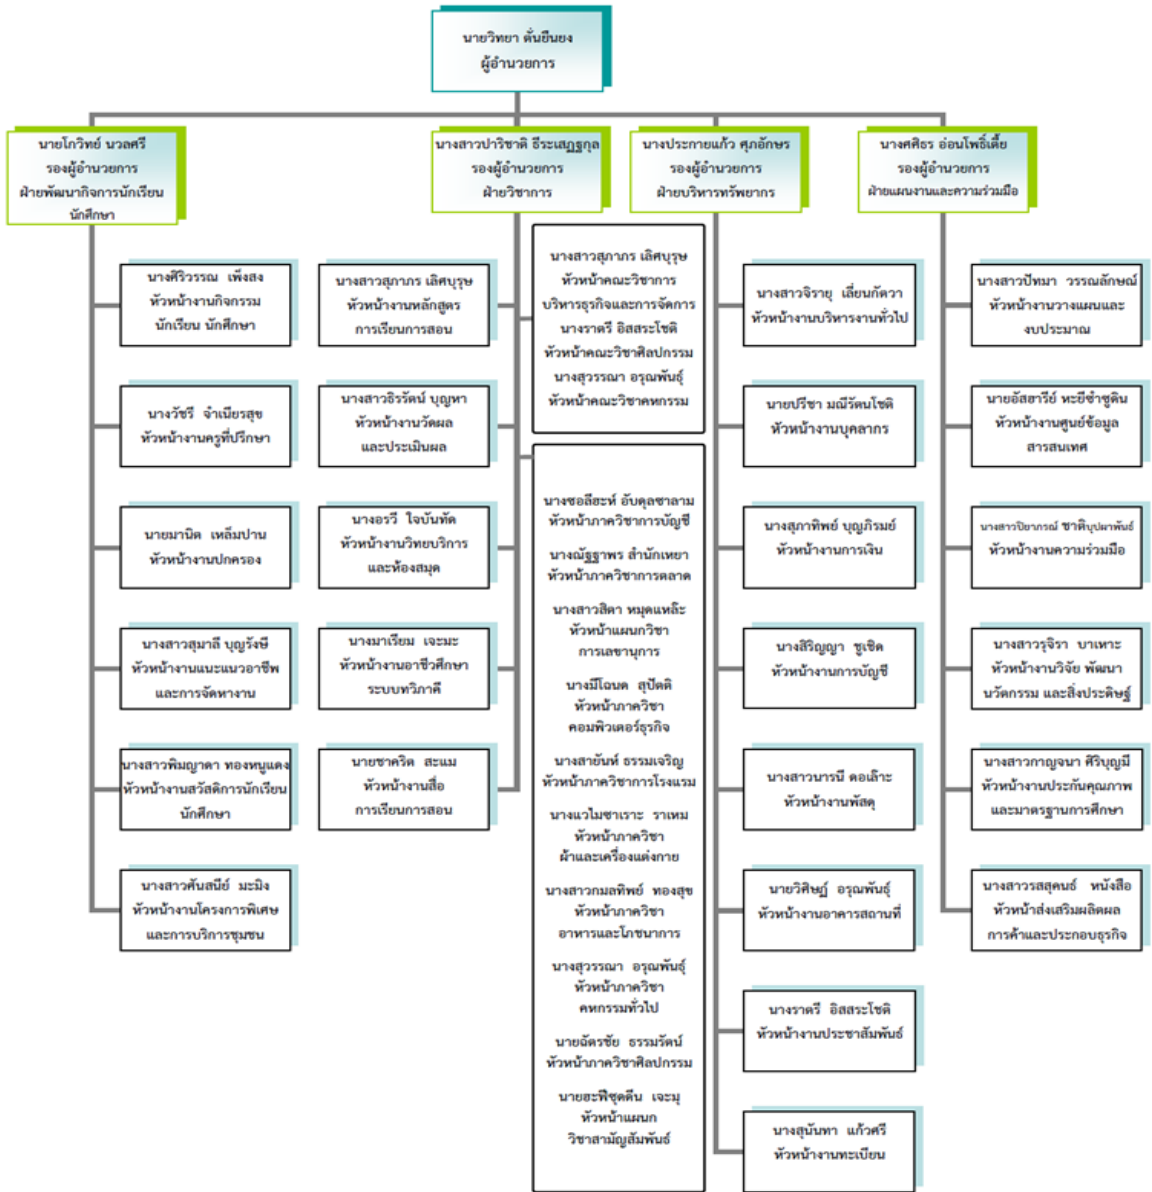 นายวิทยา ตั่นยืนยง
ผู้อำนวยการ
นายโกวิทย์ นวลศรี
รองผู้อำนวยการ
ฝ่ายพัฒนากิจการนักเรียน
นักศึกษา
นางสาวปาริชาติ ธีระเสฏฐกุล
รองผู้อำนวยการ
ฝ่ายวิชาการ
นางประกายแก้ว ศุภอักษร
รองผู้อำนวยการ
ฝ่ายบริหารทรัพยากร
นางศศิธร อ่อนโพธิ์เตี้ย
รองผู้อำนวยการ
ฝ่ายแผนงานและความร่วมมือ
นางศิริวรรณ เพ็งสง
หัวหน้างานกิจกรรม
นักเรียน นักศึกษา
นางวัชรี จำเนียรสุข
หัวหน้างานครูที่ปรึกษา
นายมานิต เหล็มปาน
หัวหน้างานปกครอง
นางสาวสุมาลี บุญรังษี
หัวหน้างานแนะแนวอาชีพ
และการจัดหางาน
นางสาวพิมญาดา ทองหนูแดง
หัวหน้างานสวัสดิการนักเรียน
นักศึกษา
นางสาวศันสนีย์ มะมิง
หัวหน้างานโครงการพิเศษ
และการบริการชุมชน
นางสาวสุภาภร เลิศบุรุษ
หัวหน้างานหลักสูตร
การเรียนการสอน
นางสาวธิรรัตน์ บุญหา
หัวหน้างานวัดผล
และประเมินผล
นางอรวี ใจบันทัด
หัวหน้างานวิทยบริการ
และห้องสมุด
นางมาเรียม เจะมะ
หัวหน้างานอาชีวศึกษา
ระบบทวิภาคี
นายชาคริต สะแม
หัวหน้างานสื่อ
การเรียนการสอน
นางสาวสุภาภร เลิศบุรุษ
หัวหน้าคณะวิชาการ
บริหารธุรกิจและการจัดการ
นางราตรี อิสสระโชติ
หัวหน้าคณะวิชาศิลปกรรม
นางสุวรรณา อรุณพันธุ์
หัวหน้าคณะวิชาคหกรรม
นางซอลีฮะห์ อับดุลซาลาม
หัวหน้าภาควิชาการบัญชี
นางณัฐฐาพร สำนักเหยา
หัวหน้าภาควิชาการตลาด
นางสาวสิตา หมุดแหล๊ะ
หัวหน้าแผนกวิชา
การเลขานุการ
นางมีโฉนด สุปัตติ
หัวหน้าภาควิชา
คอมพิวเตอร์ธุรกิจ
นางสายันห์ ธรรมเจริญ
หัวหน้าภาควิชาการโรงแรม
นางแวไมซาเราะ ราเหม
หัวหน้าภาควิชา
ผ้าและเครื่องแต่งกาย
นางสาวกมลทิพย์ ทองสุข
หัวหน้าภาควิชา
อาหารและโภชนาการ
นางสุวรรณา อรุณพันธุ์
หัวหน้าภาควิชา
คหกรรมทั่วไป
นายฉัตรชัย ธรรมรัตน์
หัวหน้าภาควิชาศิลปกรรม
นายฮะฟีซุดดีน เจะมุ
หัวหน้าแผนก
วิชาสามัญสัมพันธ์
นางสาวจิรายุ เลี่ยนกัตวา
หัวหน้างานบริหารงานทั่วไป
นายปรีชา มณีรัตนโชติ
หัวหน้างานบุคลากร
นางสุภาทิพย์ บุญภิรมย์
หัวหน้างานการเงิน
นางสิริญญา ชูเชิด
หัวหน้างานการบัญชี
นางสาวนารนี ดอเล๊าะ
หัวหน้างานพัสดุ
นายวิศิษฎ์ อรุณพันธุ์
หัวหน้างานอาคารสถานที่
นางราตรี อิสสระโชติ
หัวหน้างานประชาสัมพันธ์
นางสุนันทา แก้วศรี
หัวหน้างานทะเบียน
นางสาวปัทมา วรรณลักษณ์
หัวหน้างานวางแผนและ
งบประมาณ
นายอัสฮารีย์ หะยีซำซูดิน
หัวหน้างานศูนย์ข้อมูล
สารสนเทศ
นางสาวปิยาภรณ์ ชาติบุปผาพันธ์
หัวหน้างานความร่วมมือ
นางสาวรุจิรา บาเหาะ
หัวหน้างานวิจัย พัฒนา
นวัตกรรม และสิ่งประดิษฐ์
นางสาวกาญจนา ศิริบุญมี
หัวหน้างานประกันคุณภาพ
และมาตรฐานการศึกษา
นางสาวรสสุคนธ์ หนังสือ
หัวหน้าส่งเสริมผลิตผล
การค้าและประกอบธุรกิจ